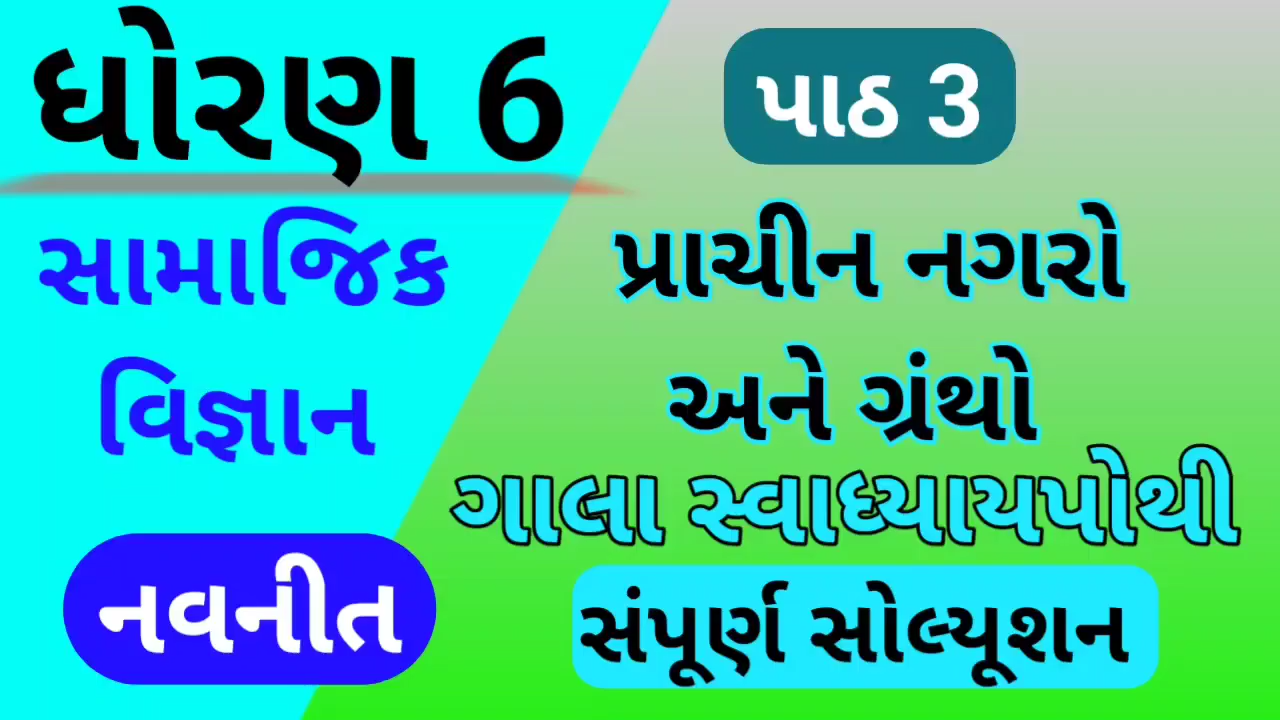 ધોરણ 6
સામાજિક
વિજ્ઞાન
નવનીત
પાઠ 3
પ્રાચીન નગરો
અને ગ્રંથો
ગાલા સ્વાધ્યાયપોથી
સંપૂર્ણ સોલ્યૂશન